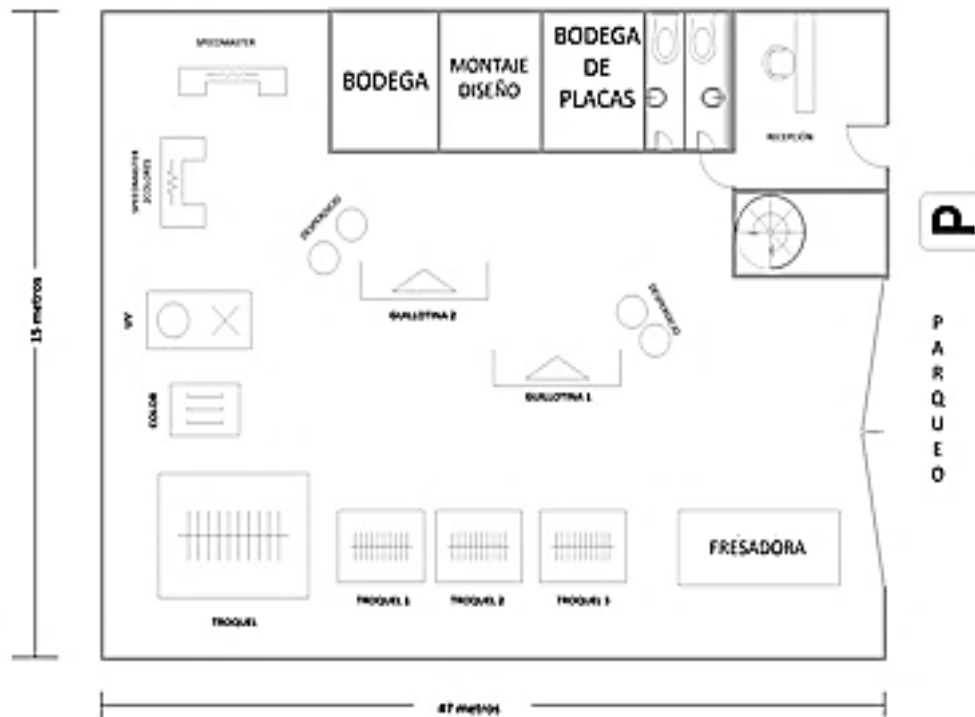 SPEEDMASTER
BODEGA
MONTAJE
DISEÑO
BODEGA
DE
PLACAS
RECEPCIÓN
SPEEDMASTER
2COLORES
DESPERDICIO
P
15 metros
UV
GUILLOTINA 2
DESPERDICIO
PARQUEO
COLOR
GUILLOTINA 1
FRESADORA
TROQUEL
TROQUEL 1
TROQUEL 2
TROQUEL 3
47 metros